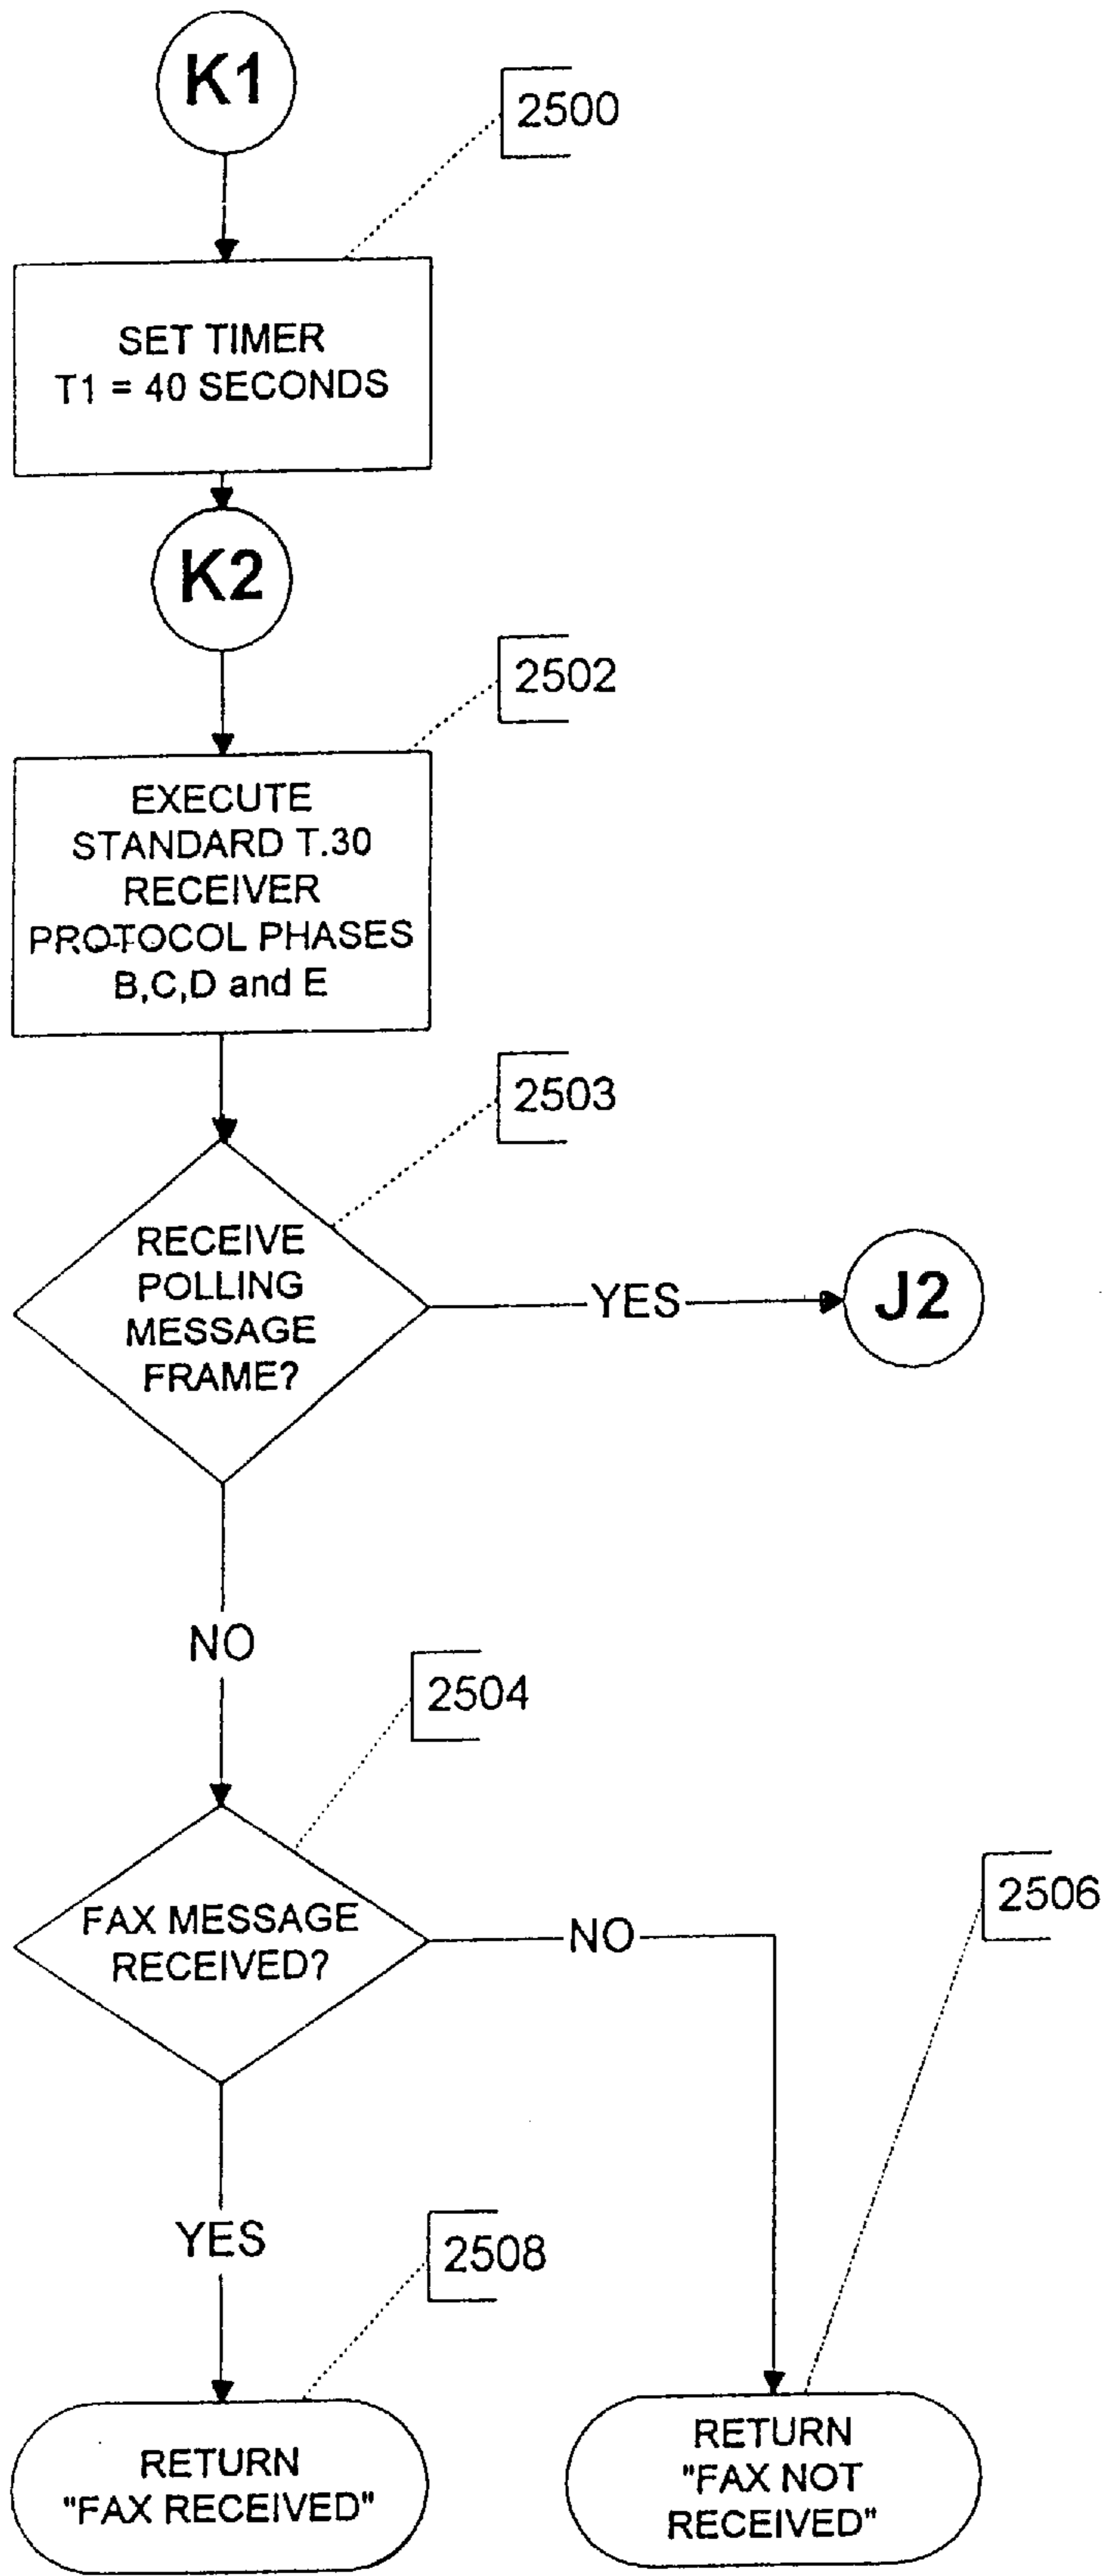 K1
2500
SET TIMER
T1 = 40 SECONDS
K2
2502
EXECUTE
STANDARD T.30
RECEIVER
PROTOCOL PHASES
B,C,D and E
2503
RECEIVE
POLLING
MESSAGE
FRAME?
YES
J2
NO
2504
FAX MESSAGE
RECEIVED?
NO
2506
YES
2508
RETURN
"FAX RECEIVED"
RETURN
"FAX NOT
RECEIVED"